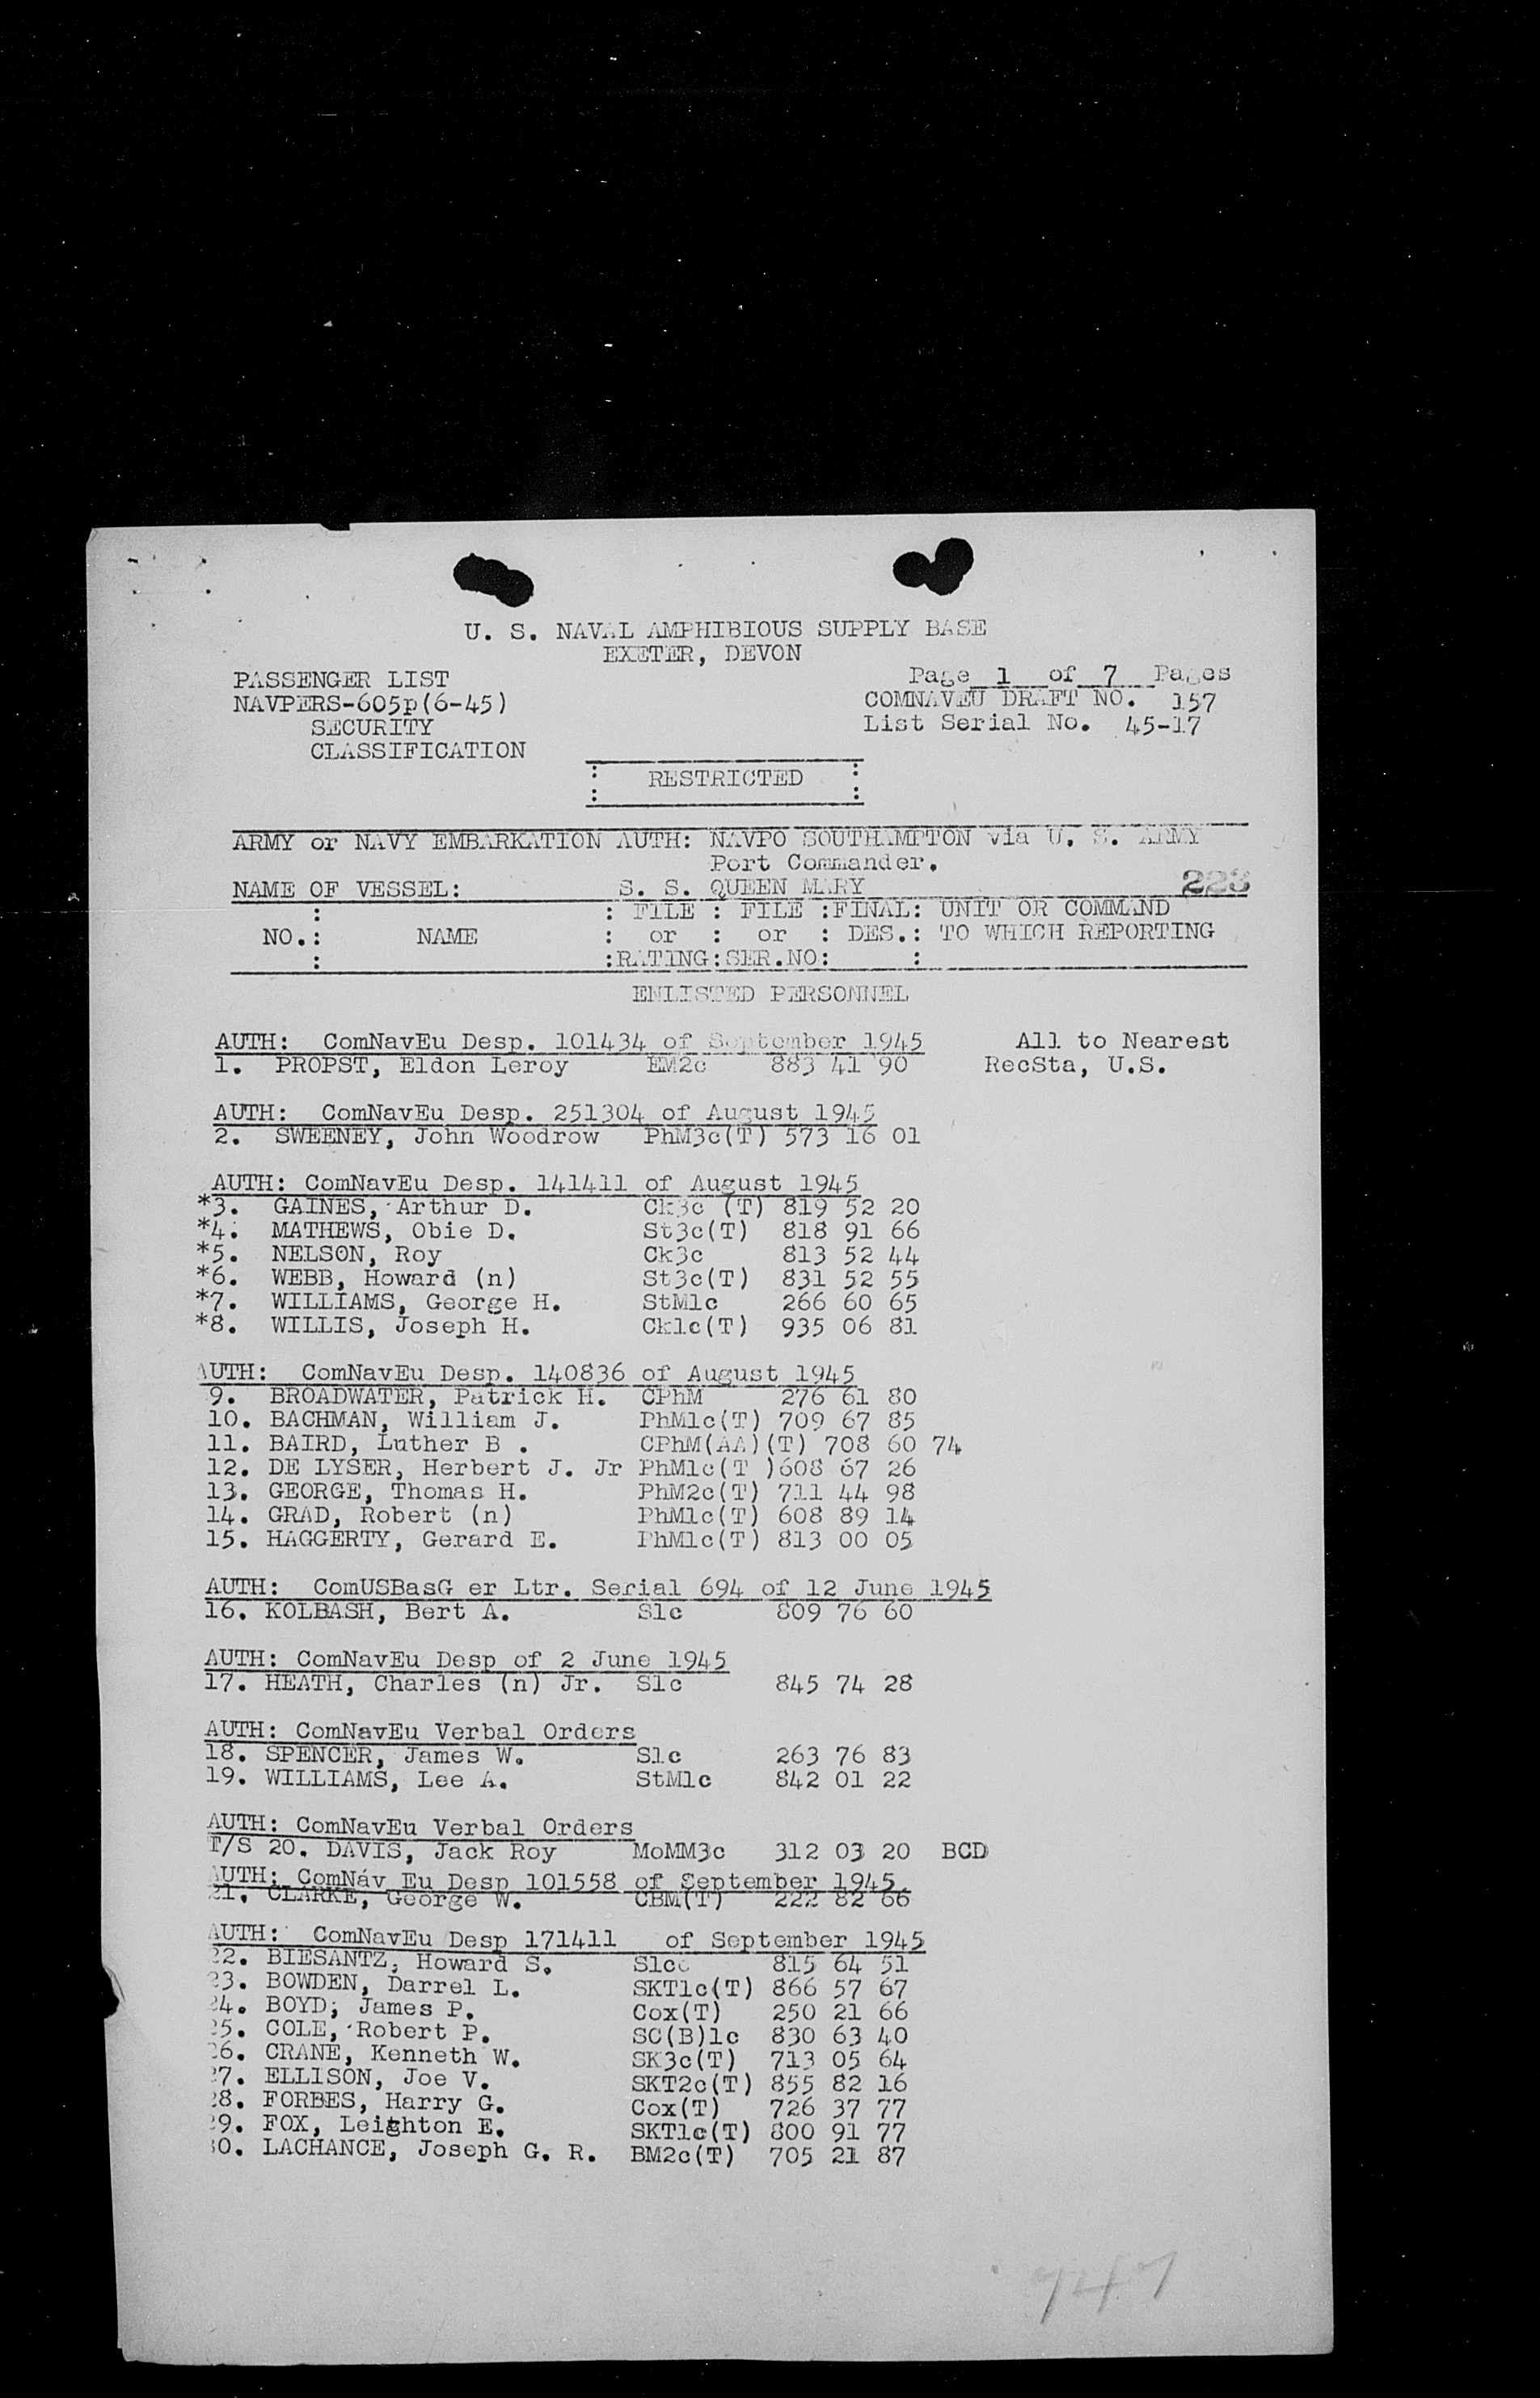 U. S. NAVAL AMPHIBIOUS SUPPLY BASE
EXETER, DEVON
PASSENGER LIST Page 1 of 7 Pages
NAVPERS-605p(6-45) COMNAVEU DRAFT NO. 157
SECURITY List Serial No. 45-17
CLASSIFICATION
: RESTRICTED :
ARMY or NAVY EMBARKATION AUTH: NAVPO SOUTHAMPTON via U. S. ARMY
Port Commander.
NAME OF VESSEL: S. S. QUEEN MARY 223
: : FILE : FILE :FINAL: UNIT OR COMMAND
NO.: NAME : or : or : DES.: TO WHICH REPORTING
: :RATING:SER.NO: :
ENLISTED PERSONNEL
AUTH: ComNavEu Desp. 101434 of September 1945 All to Nearest
1. PROPST, Eldon Leroy EM2c 883 41 90 RecSta, U.S.
AUTH: ComNavEu Desp. 251304 of August 1945
2. SWEENEY, John Woodrow PhM3c(T) 573 16 01
AUTH: ComNavEu Desp. 141411 of August 1945
*3. GAINES, Arthur D. Ck3c (T) 819 52 20
*4. MATHEWS, Obie D. St3c(T) 818 91 66
*5. NELSON, Roy Ck3c 813 52 44
*6. WEBB, Howard (n) St3c(T) 831 52 55
*7. WILLIAMS, George H. StM1c 266 60 65
*8. WILLIS, Joseph H. Ck1c(T) 935 06 81
AUTH: ComNavEu Desp. 140836 of August 1945
9. BROADWATER, Patrick H. CPhM 276 61 80
10. BACHMAN, William J. PhM1c(T) 709 67 85
11. BAIRD, Luther B . CPhM(AA)(T) 708 60 74
12. DE LYSER, Herbert J. Jr PhM1c(T )608 67 26
13. GEORGE, Thomas H. PhM2c(T) 711 44 98
14. GRAD, Robert (n) PhM1c(T) 608 89 14
15. HAGGERTY, Gerard E. PhM1c(T) 813 00 05
AUTH: ComUSBasG er Ltr. Serial 694 of 12 June 1945
16. KOLBASH, Bert A. S1c 809 76 60
AUTH: ComNavEu Desp of 2 June 1945
17. HEATH, Charles (n) Jr. S1c 845 74 28
AUTH: ComNavEu Verbal Orders
18. SPENCER, James W. S1c 263 76 83
19. WILLIAMS, Lee A. StM1c 842 01 22
AUTH: ComNavEu Verbal Orders
T/S 20. DAVIS, Jack Roy MoMM3c 312 03 20 BCD
AUTH: ComNav Eu Desp 101558 of September 1945.
21. CLARKE, George W. CBM(T) 222 82 66
AUTH: ComNavEu Desp 171411 of September 1945
22. BIESANTZ, Howard S. S1cc 815 64 51
23. BOWDEN, Darrel L. SKT1c(T) 866 57 67
24. BOYD, James P. Cox(T) 250 21 66
25. COLE, Robert P. SC(B)1c 830 63 40
26. CRANE, Kenneth W. SK3c(T) 713 05 64
27. ELLISON, Joe V. SKT2c(T) 855 82 16
28. FORBES, Harry G. Cox(T) 726 37 77
29. FOX, Leighton E. SKT1c(T) 800 91 77
30. LACHANCE, Joseph G. R. BM2c(T) 705 21 87
747